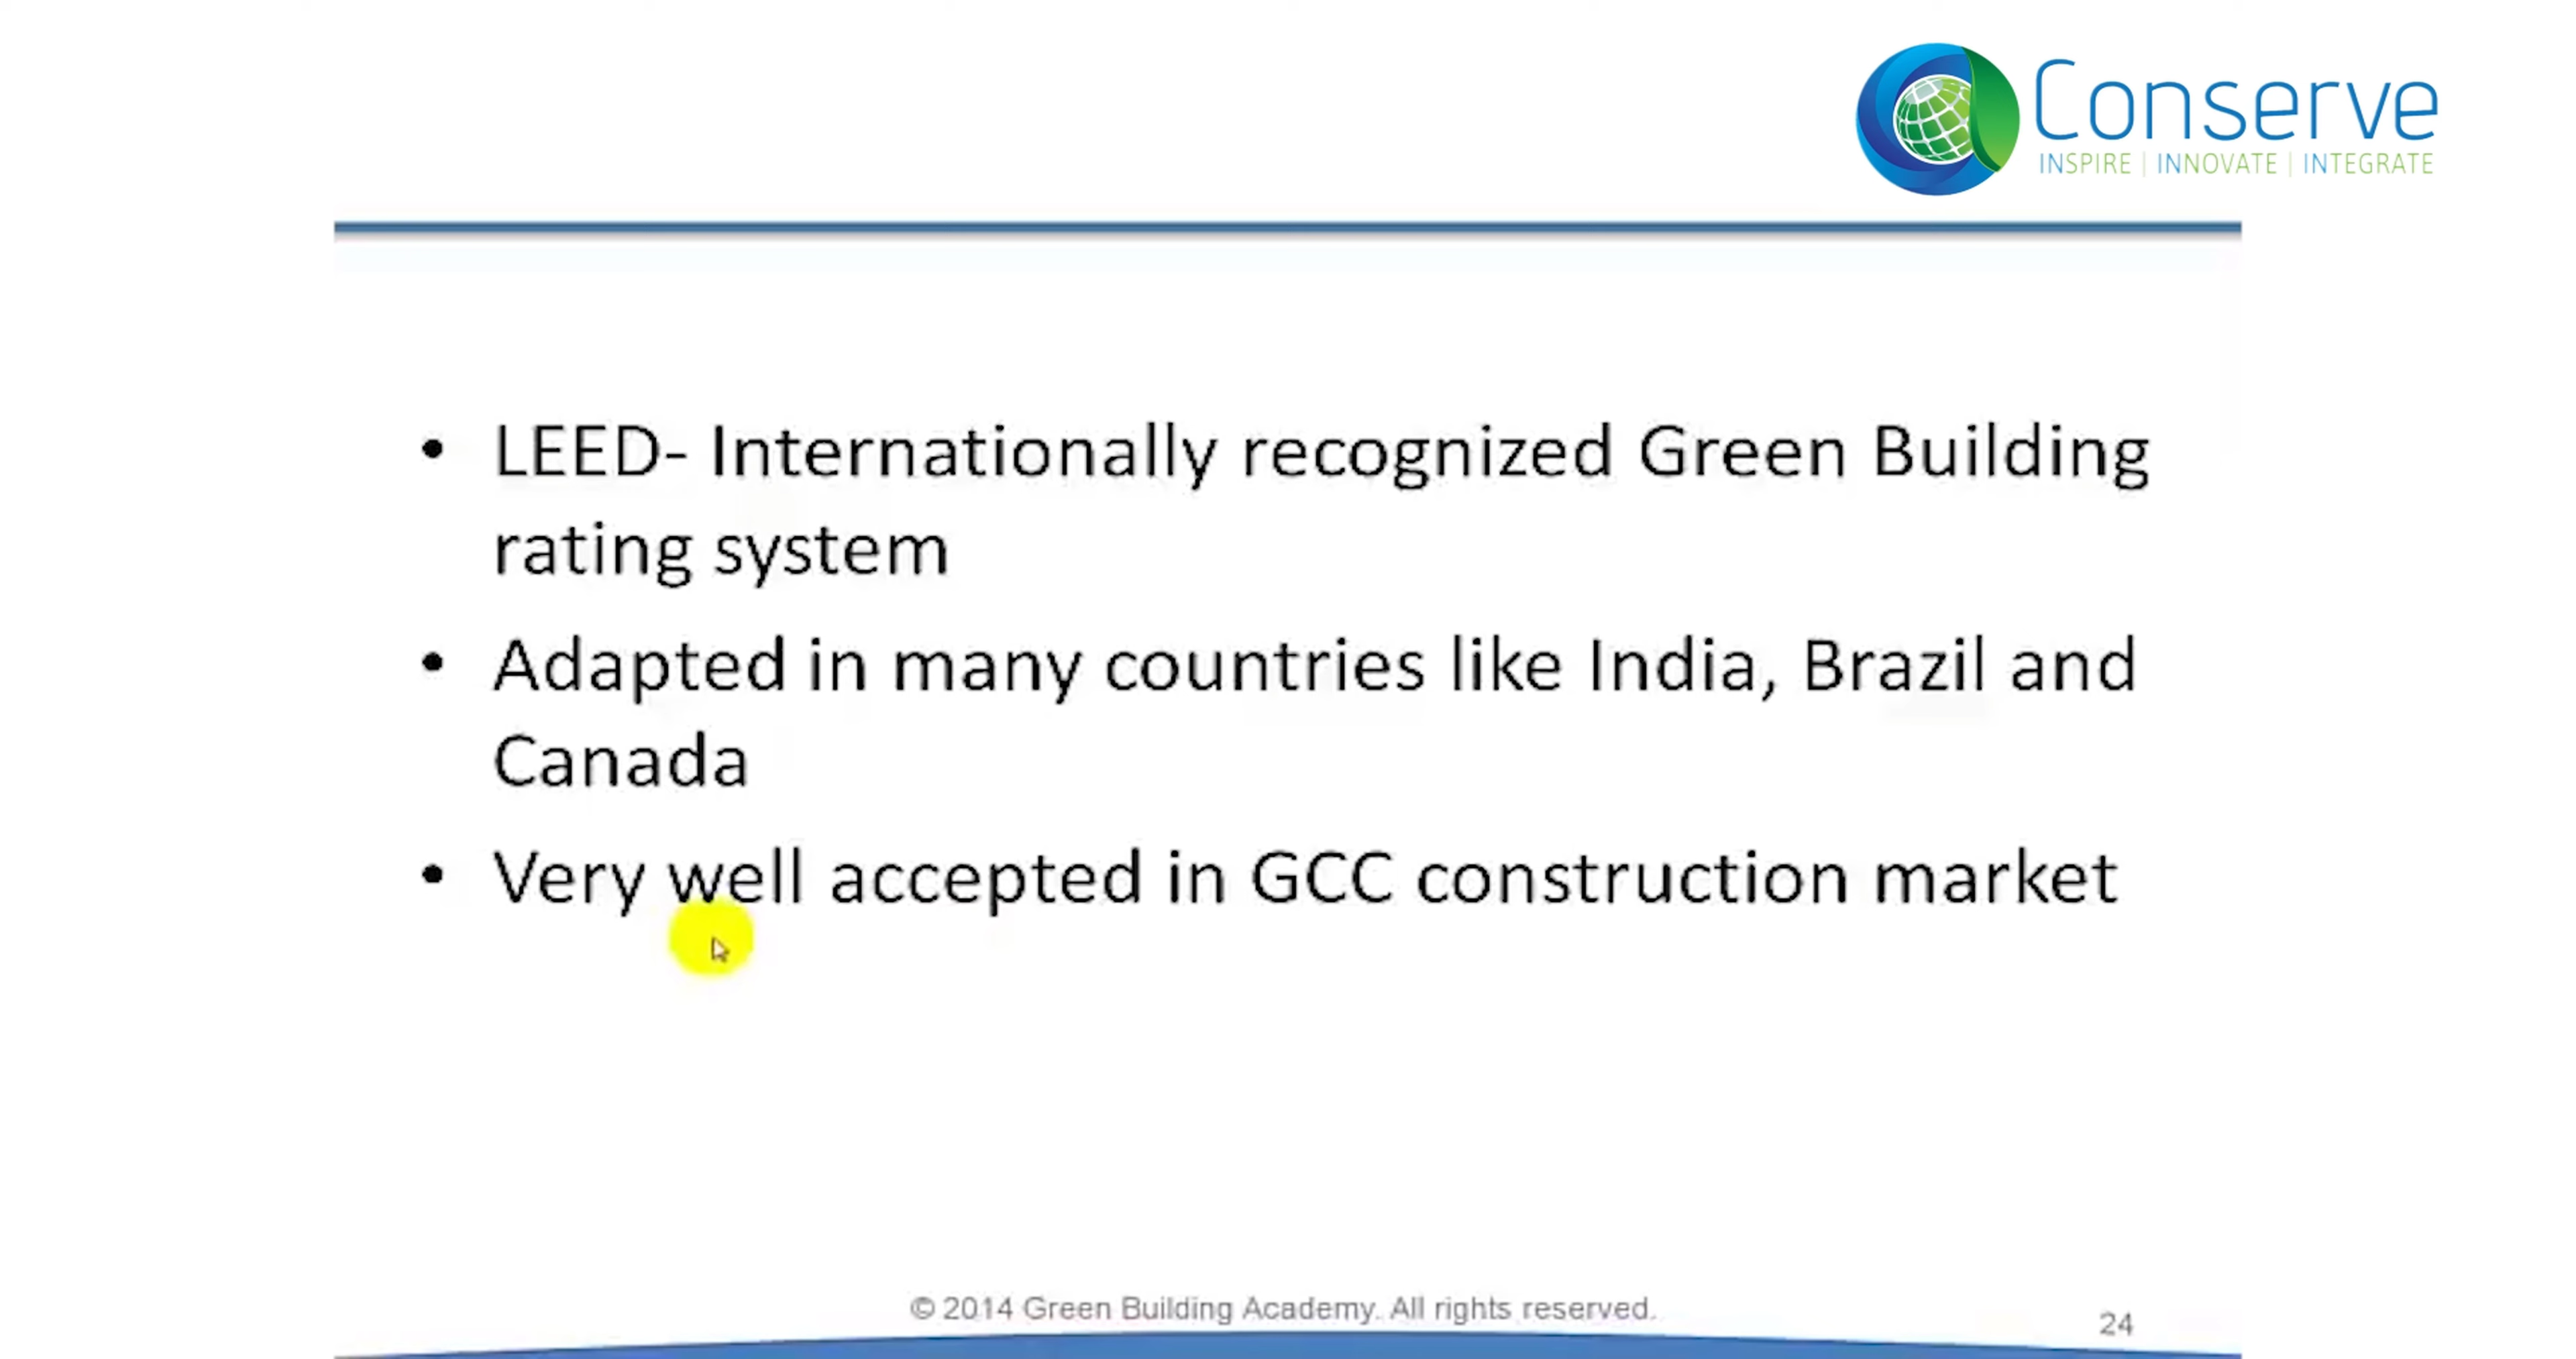 Conserve
INSPIRE | INNOVATE | INTEGRATE
• LEED- Internationally recognized Green Building
rating system
• Adapted in many countries like India, Brazil and
Canada
• Very well accepted in GCC construction market
© 2014 Green Building Academy. All rights reserved.
24